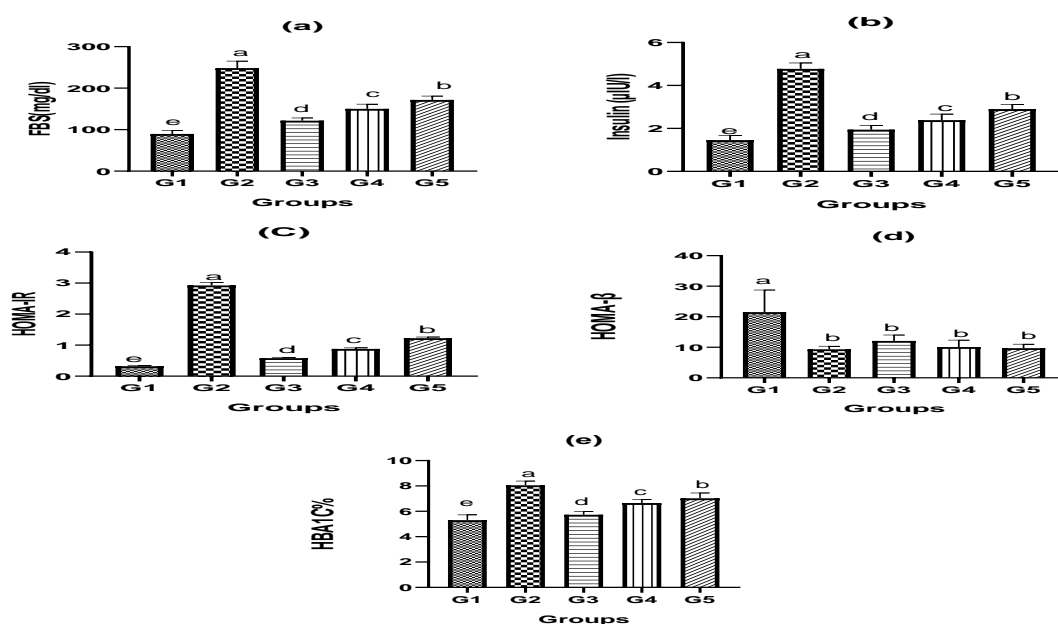 (a)
FBS(mg/dl)
300
200
100
0
e
a
d
c
b
G1 G2 G3 G4 G5
Groups
(b)
Insulin (µIU/l)
6
4
2
0
e
a
d
c
b
G1 G2 G3 G4 G5
Groups
(C)
HOMA-IR
4
3
2
1
0
e
a
d
c
b
G1 G2 G3 G4 G5
Groups
(d)
HOMA-β
40
30
20
10
0
a
b
b
b
b
G1 G2 G3 G4 G5
Groups
(e)
HBA1C%
10
8
6
4
2
0
e
a
d
c
b
G1 G2 G3 G4 G5
Groups